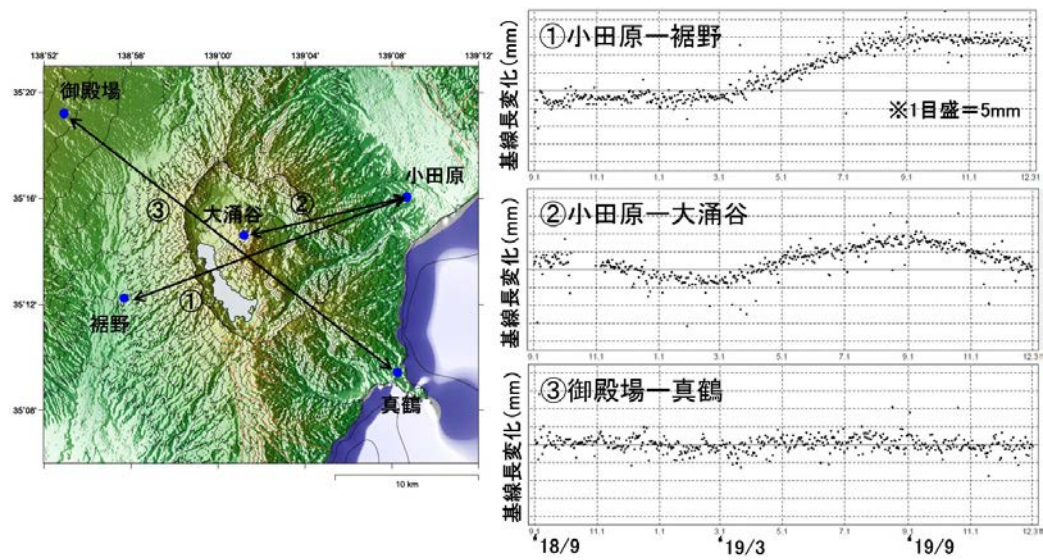 138°52'
138°56'
139°00'
139°04'
139°08'
139°12'
35°20'
35°16'
35°12'
35°08'
御殿場
小田原
大涌谷
裾野
真鶴
③
②
①
10 km
①小田原ー裾野
※1目盛=5mm
基線長変化(mm)
9.1 11.1 1.1 3.1 5.1 7.1 9.1 11.1 12.31
②小田原ー大涌谷
基線長変化(mm)
9.1 11.1 1.1 3.1 5.1 7.1 9.1 11.1 12.31
③御殿場ー真鶴
基線長変化(mm)
9.1 11.1 1.1 3.1 5.1 7.1 9.1 11.1 12.31
'18/9 '19/3 '19/9